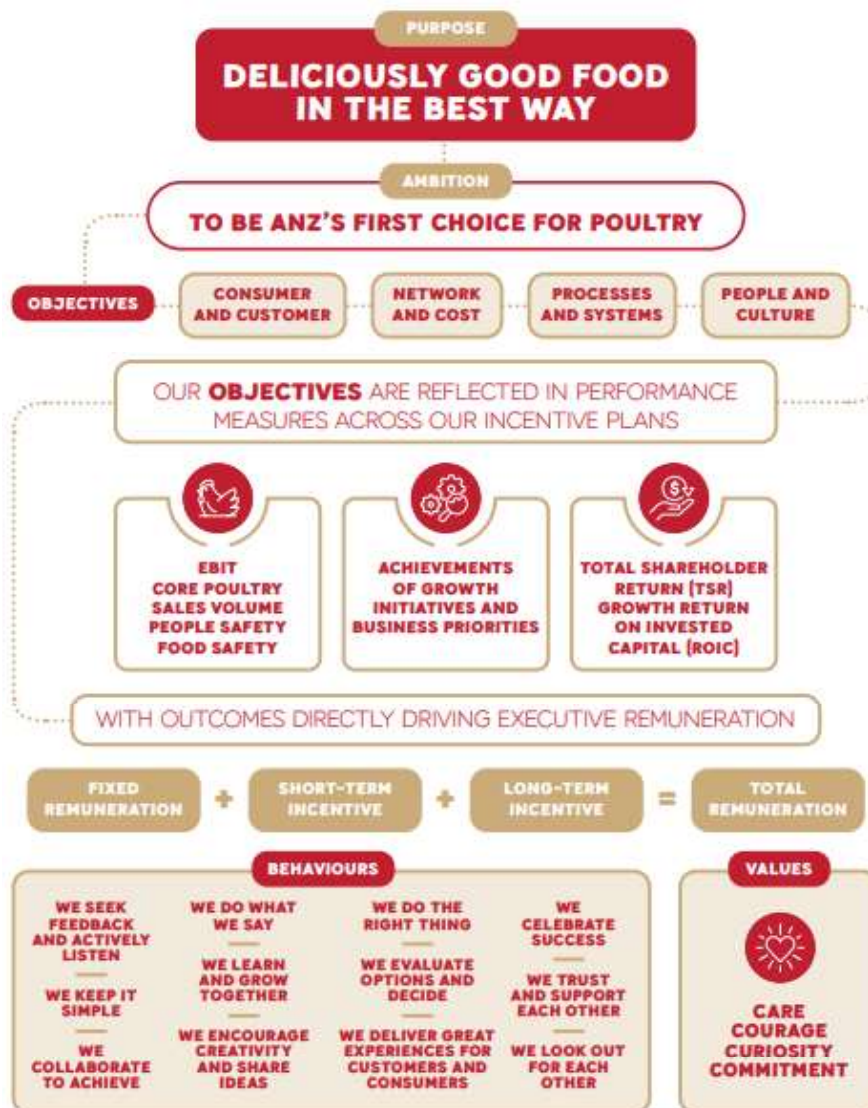 PURPOSE
DELICIOUSLY GOOD FOOD
IN THE BEST WAY
AMBITION
TO BE ANZ'S FIRST CHOICE FOR POULTRY
OBJECTIVES
CONSUMER
AND CUSTOMER
NETWORK
AND COST
PROCESSES
AND SYSTEMS
PEOPLE AND
CULTURE
OUR OBJECTIVES ARE REFLECTED IN PERFORMANCE
MEASURES ACROSS OUR INCENTIVE PLANS
EBIT
CORE POULTRY
SALES VOLUME
PEOPLE SAFETY
FOOD SAFETY
ACHIEVEMENTS
OF GROWTH
INITIATIVES AND
BUSINESS PRIORITIES
$
TOTAL SHAREHOLDER
RETURN (TSR)
GROWTH RETURN
ON INVESTED
CAPITAL (ROIC)
WITH OUTCOMES DIRECTLY DRIVING EXECUTIVE REMUNERATION
FIXED
REMUNERATION
+
SHORT-TERM
INCENTIVE
+
LONG-TERM
INCENTIVE
=
TOTAL
REMUNERATION
BEHAVIOURS
WE SEEK
FEEDBACK
AND ACTIVELY
LISTEN
WE KEEP IT
SIMPLE
WE
COLLABORATE
TO ACHIEVE
WE DO WHAT
WE SAY
WE LEARN
AND GROW
TOGETHER
WE ENCOURAGE
CREATIVITY
AND SHARE
IDEAS
WE DO THE
RIGHT THING
WE EVALUATE
OPTIONS AND
DECIDE
WE DELIVER GREAT
EXPERIENCES FOR
CUSTOMERS AND
CONSUMERS
WE
CELEBRATE
SUCCESS
WE TRUST
AND SUPPORT
EACH OTHER
WE LOOK OUT
FOR EACH
OTHER
VALUES
CARE
COURAGE
CURIOSITY
COMMITMENT